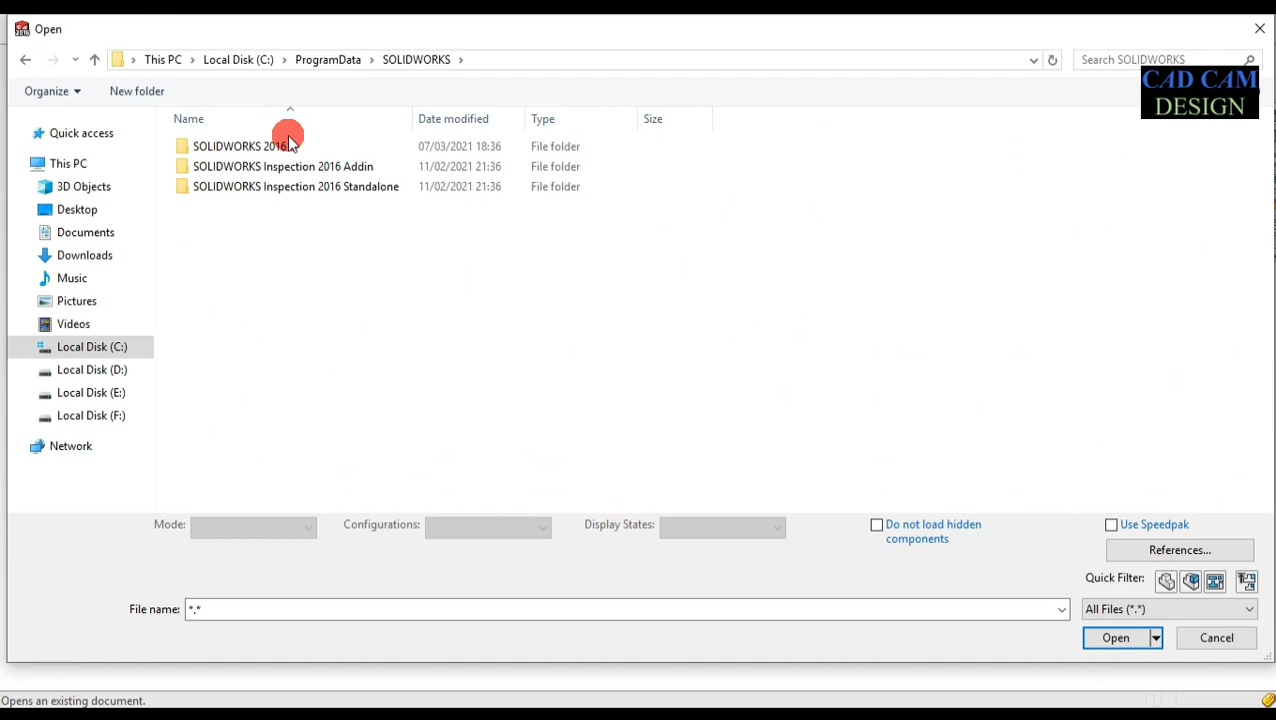 Open
This PC
Local Disk (C:)
ProgramData
SOLIDWORKS
Search SOLIDWORKS
Organize
New folder
CAD CAM
DESIGN
Name
Date modified
Type
Size
SOLIDWORKS 2016
07/03/2021 18:36
File folder
SOLIDWORKS Inspection 2016 Addin
11/02/2021 21:36
File folder
SOLIDWORKS Inspection 2016 Standalone
11/02/2021 21:36
File folder
Quick access
This PC
3D Objects
Desktop
Documents
Downloads
Music
Pictures
Videos
Local Disk (C:)
Local Disk (D:)
Local Disk (E:)
Local Disk (F:)
Network
Mode:
Configurations:
Display States:
Do not load hidden
components
Use Speedpak
References...
Quick Filter:
File name:
*.*
All Files (*.*)
Open
Cancel
Opens an existing document.